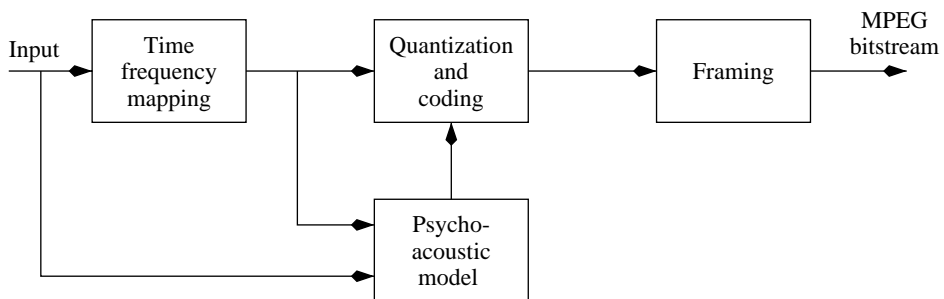 Input
Time
frequency
mapping
Quantization
and
coding
Framing
MPEG
bitstream
Psycho-
acoustic
model